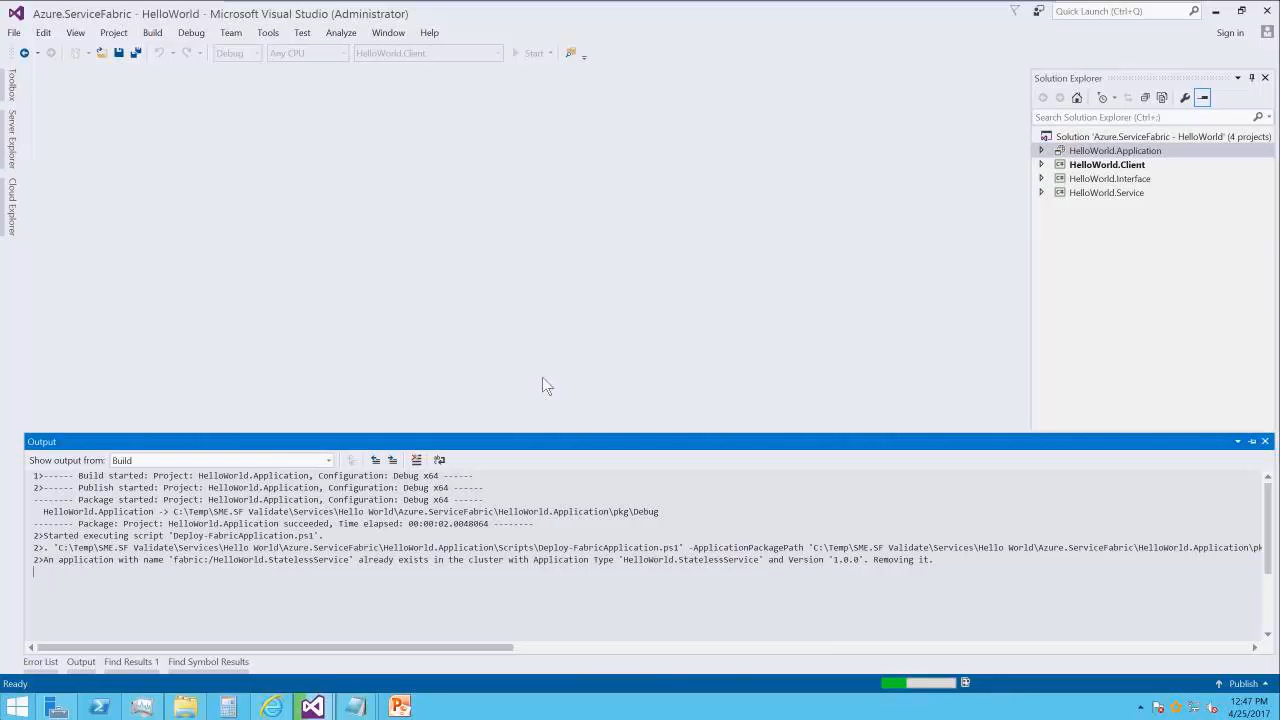 Azure.ServiceFabric - HelloWorld - Microsoft Visual Studio (Administrator)
Quick Launch (Ctrl+Q)
File Edit View Project Build Debug Team Tools Test Analyze Window Help
Sign in
Debug Any CPU HelloWorld.Client Start
Toolbox
Server Explorer
Cloud Explorer
Solution Explorer
Search Solution Explorer (Ctrl+;)
Solution 'Azure.ServiceFabric - HelloWorld' (4 projects)
HelloWorld.Application
HelloWorld.Client
HelloWorld.Interface
HelloWorld.Service
Output
Show output from: Build
1>------ Build started: Project: HelloWorld.Application, Configuration: Debug x64 ------
2>------ Publish started: Project: HelloWorld.Application, Configuration: Debug x64 ------
-------- Package started: Project: HelloWorld.Application, Configuration: Debug x64 ------
HelloWorld.Application -> C:\Temp\SME.SF Validate\Services\Hello World\Azure.ServiceFabric\HelloWorld.Application\pkg\Debug
-------- Package: Project: HelloWorld.Application succeeded, Time elapsed: 00:00:02.0048064 --------
2>Started executing script 'Deploy-FabricApplication.ps1'.
2>. "C:\Temp\SME.SF Validate\Services\Hello World\Azure.ServiceFabric\HelloWorld.Application\Scripts\Deploy-FabricApplication.ps1" -ApplicationPackagePath "C:\Temp\SME.SF Validate\Services\Hello World\Azure.ServiceFabric\HelloWorld.Application\pk
2>An application with name 'fabric:/HelloWorld.StatelessService' already exists in the cluster with Application Type 'HelloWorld.StatelessService' and Version '1.0.0'. Removing it.
Error List Output Find Results 1 Find Symbol Results
Ready
Publish
12:47 PM
4/25/2017